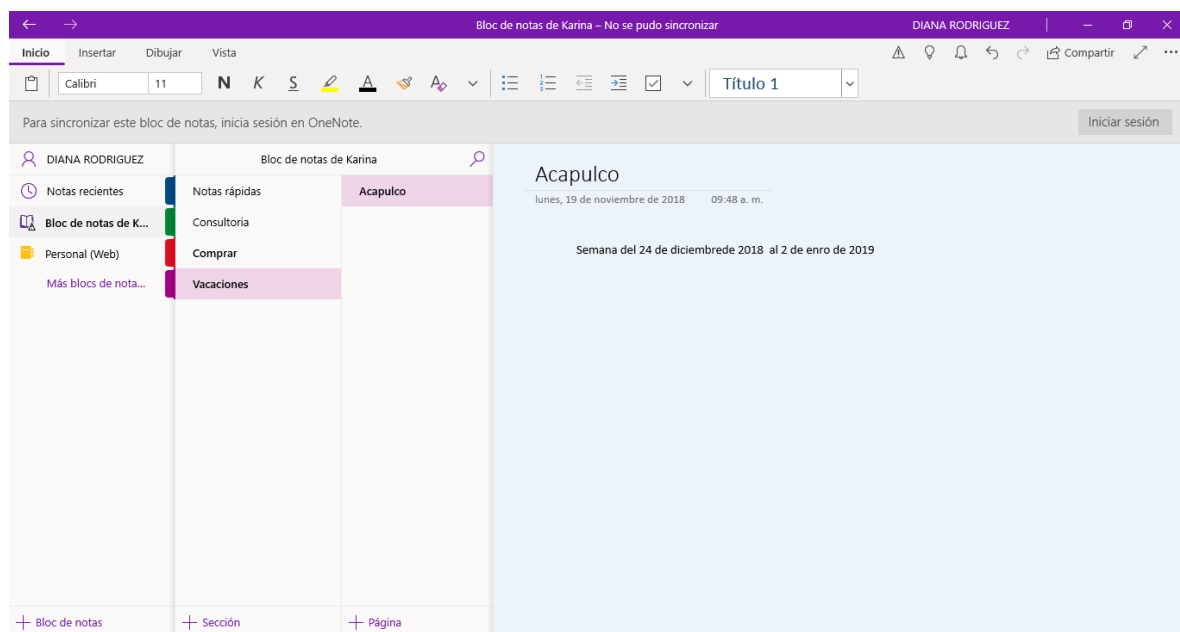 Bloc de notas de Karina – No se pudo sincronizar
DIANA RODRIGUEZ
Inicio Insertar Dibujar Vista
Compartir
Calibri 11 N K S A A Título 1
Para sincronizar este bloc de notas, inicia sesión en OneNote.
Iniciar sesión
DIANA RODRIGUEZ
Notas recientes
Bloc de notas de K...
Personal (Web)
Más blocs de nota...
Bloc de notas
Bloc de notas de Karina
Notas rápidas
Consultoria
Comprar
Vacaciones
Sección
Acapulco
Página
Acapulco
lunes, 19 de noviembre de 2018 09:48 a. m.
Semana del 24 de diciembrede 2018 al 2 de enro de 2019